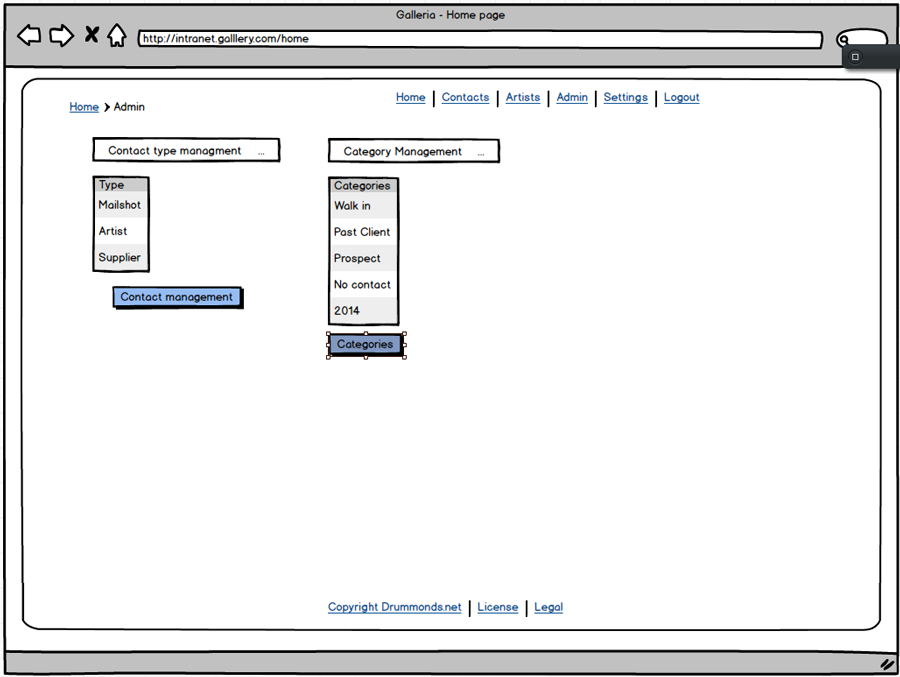 Galleria - Home page
http://intranet.galllery.com/home
Home Contacts Artists Admin Settings Logout
Home > Admin
Contact type managment ...
Category Management ...
Type
Mailshot
Artist
Supplier
Contact management
Categories
Walk in
Past Client
Prospect
No contact
2014
Categories
Copyright Drummonds.net License Legal